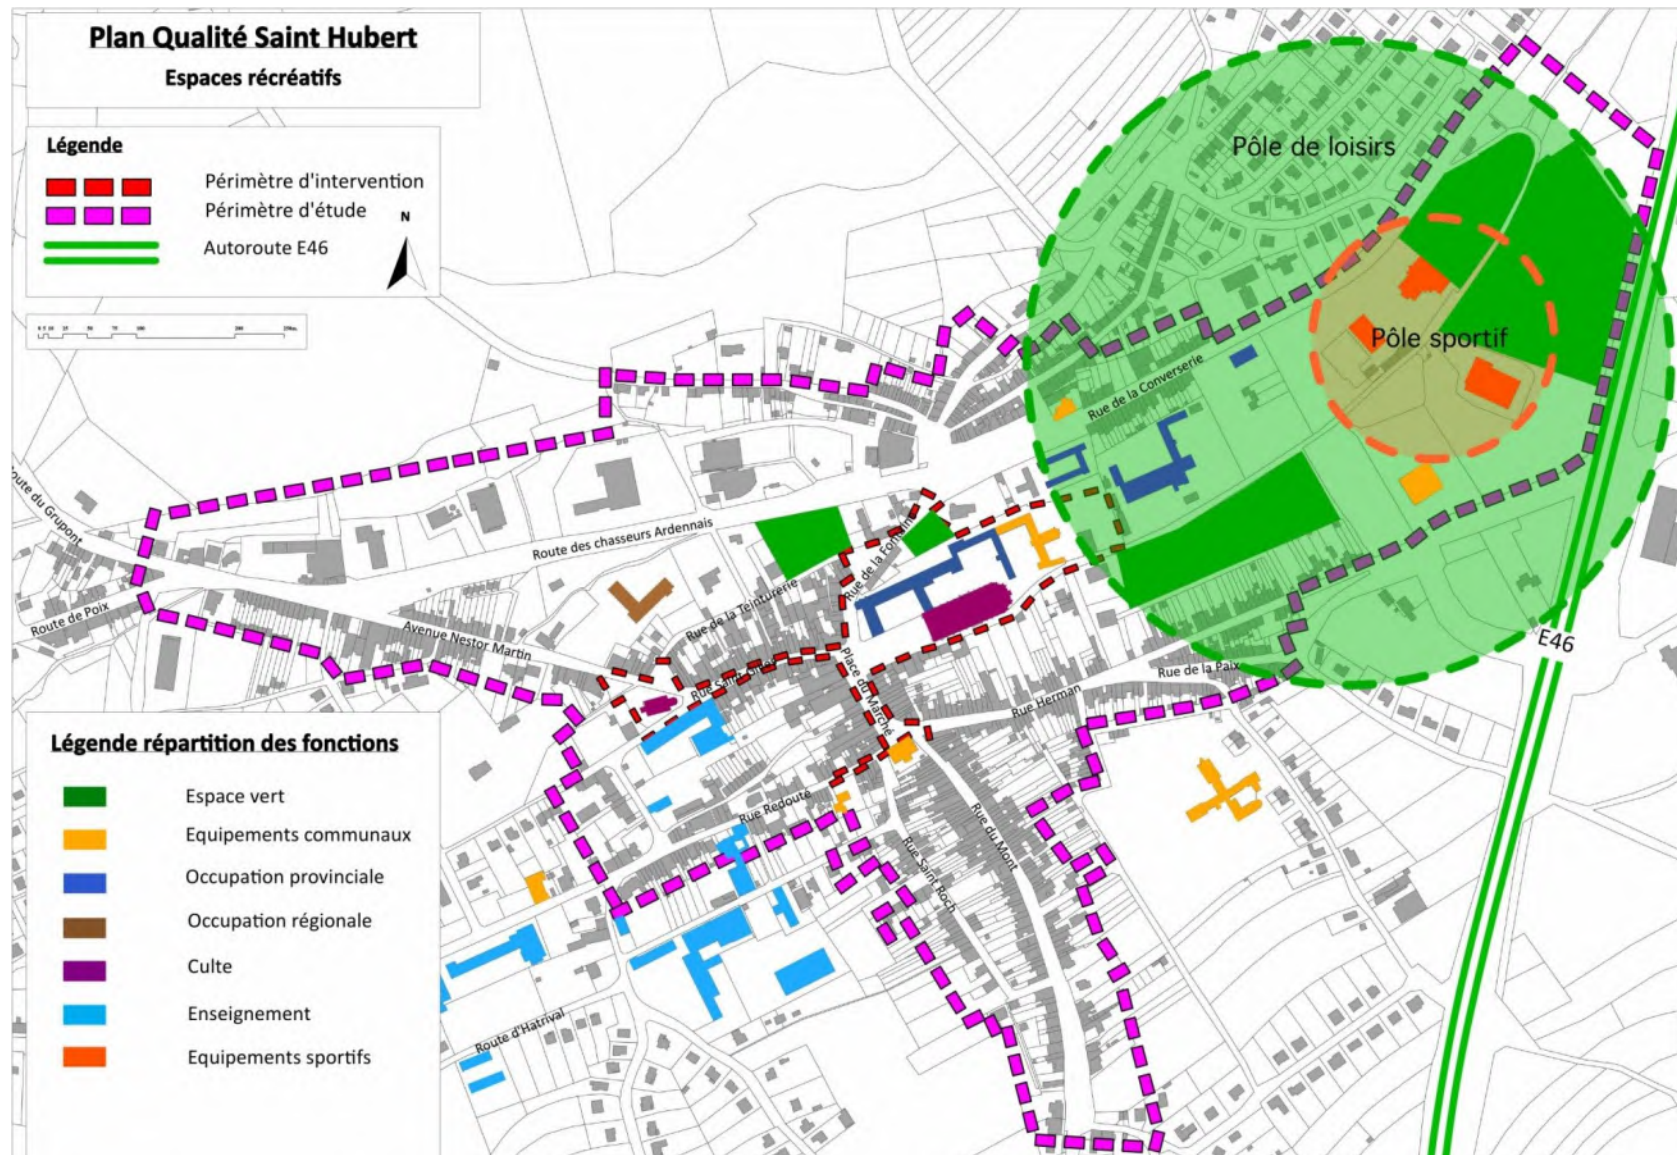 Plan Qualité Saint Hubert
Espaces récréatifs
Légende
Périmètre d'intervention
Périmètre d'étude
Autoroute E46
N
Pôle de loisirs
Pôle sportif
Rue de la Converserie
Route du Grupont
Route des chasseurs Ardennais
Rue de la Fontaine
Route de Poix
Avenue Nestor Martin
Rue de la Teinturerie
Rue Saint Gilles
Place du Marché
Rue Herman
Rue de la Paix
E46
Rue Redouté
Rue du Mont
Rue Saint Roch
Route d'Hatrival
Légende répartition des fonctions
Espace vert
Equipements communaux
Occupation provinciale
Occupation régionale
Culte
Enseignement
Equipements sportifs